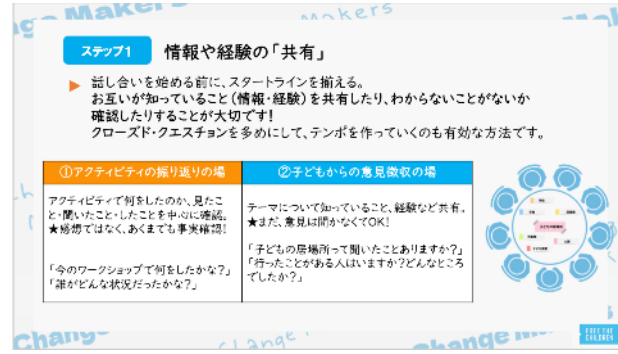 ge Makers
Makers
ステップ1 情報や経験の「共有」
話し合いを始める前に、スタートラインを揃える。
お互いが知っていること(情報・経験)を共有したり、わからないことがないか
確認したりすることが大切です!
クローズド・クエスチョンを多めにして、テンポを作っていくのも有効な方法です。
①アクティビティの振り返りの場
アクティビティで何をしたのか、見たこ
と・聞いたこと・したことを中心に確認。
★感想ではなく、あくまでも事実確認!
「今のワークショップで何をしたかな?」
「誰がどんな状況だったかな?」
②子どもからの意見徴収の場
テーマについて知っていること、経験など共有。
★まだ、意見は聞かなくてOK!
「子どもの居場所って聞いたことありますか?」
「行ったことがある人はいますか?どんなところ
でしたか?」
Change
Change
ange
FREE THE
CHILDREN